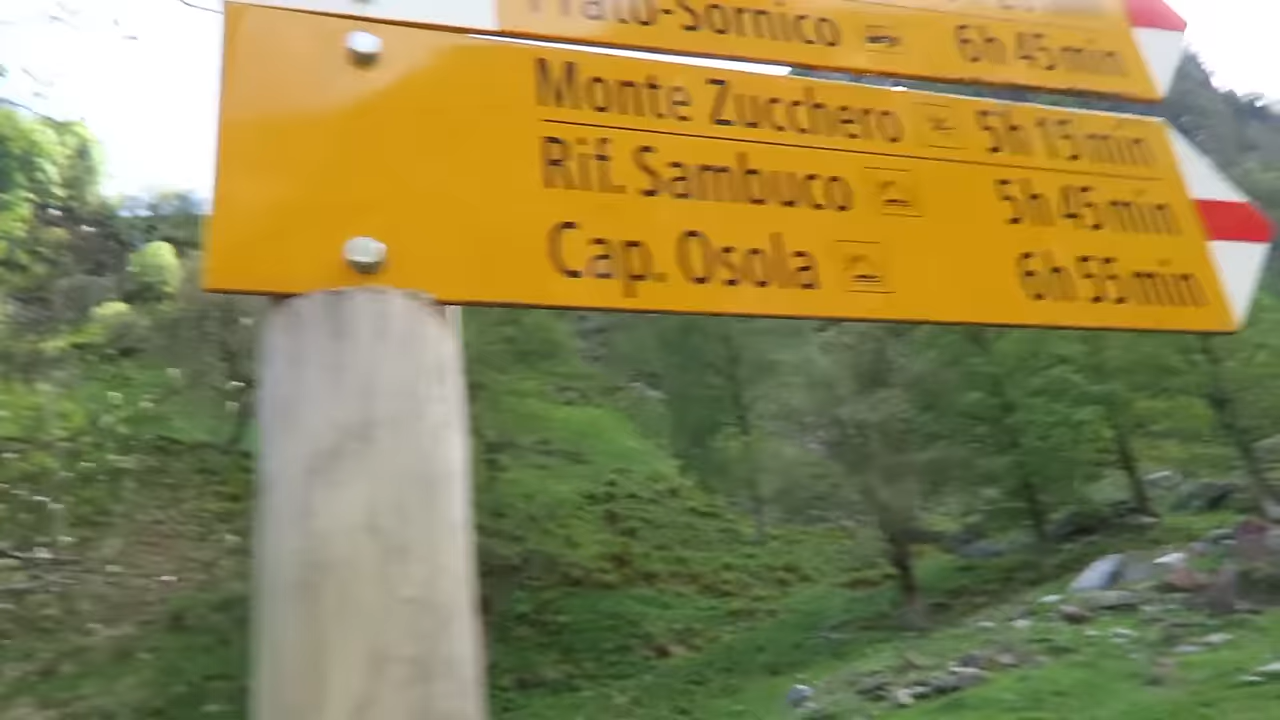 Prato-Sornico 6h 45min
Monte Zucchero 5h 15min
Rif. Sambuco 5h 45min
Cap. Osola 6h 55min